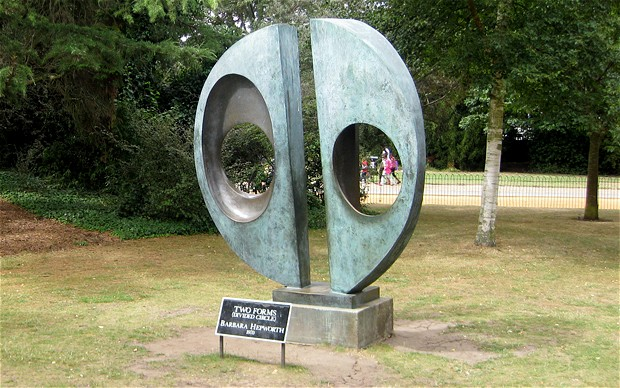 TWO FORMS
(DIVIDED CIRCLE)
BARBARA HEPWORTH